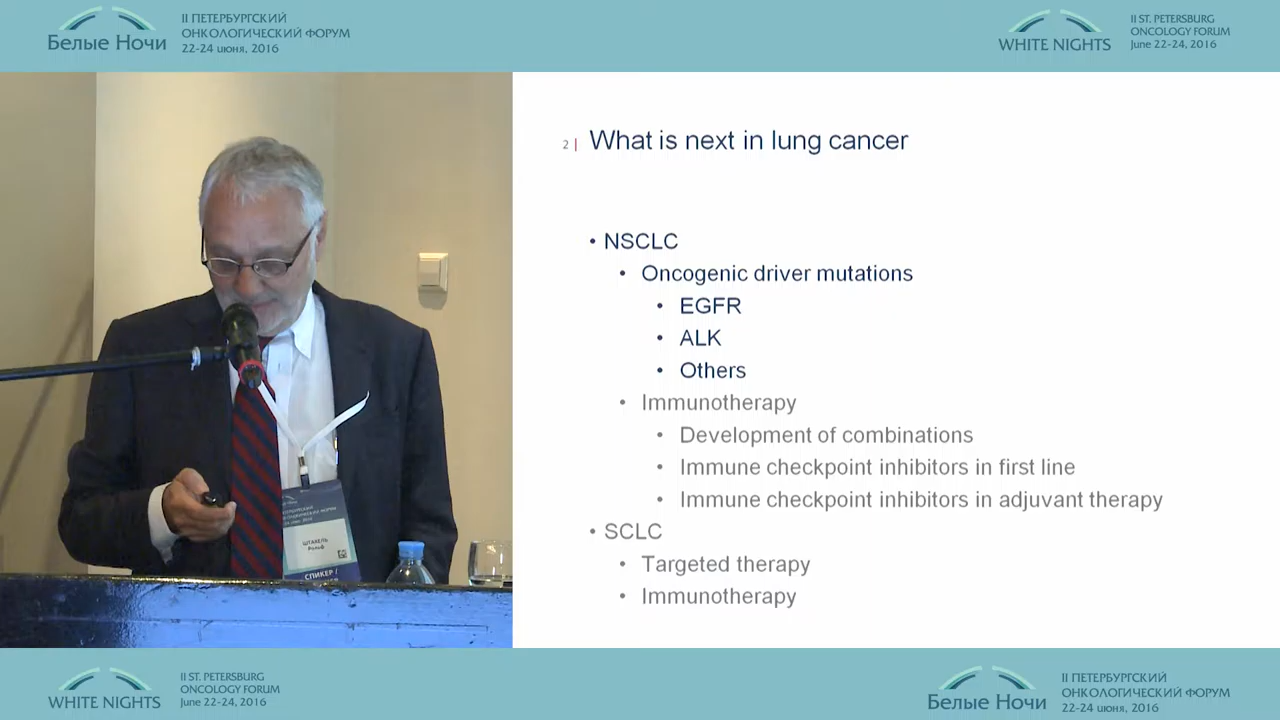 Белые Ночи
II ПЕТЕРБУРГСКИЙ
ОНКОЛОГИЧЕСКИЙ ФОРУМ
22-24 июня, 2016
WHITE NIGHTS
II ST. PETERSBURG
ONCOLOGY FORUM
June 22-24, 2016
2 | What is next in lung cancer
• NSCLC
• Oncogenic driver mutations
• EGFR
• ALK
• Others
• Immunotherapy
• Development of combinations
• Immune checkpoint inhibitors in first line
• Immune checkpoint inhibitors in adjuvant therapy
• SCLC
• Targeted therapy
• Immunotherapy
ШТАХЕЛЬ
Рольф
СПИКЕР /
WHITE NIGHTS
II ST. PETERSBURG
ONCOLOGY FORUM
June 22-24, 2016
Белые Ночи
II ПЕТЕРБУРГСКИЙ
ОНКОЛОГИЧЕСКИЙ ФОРУМ
22-24 июня, 2016